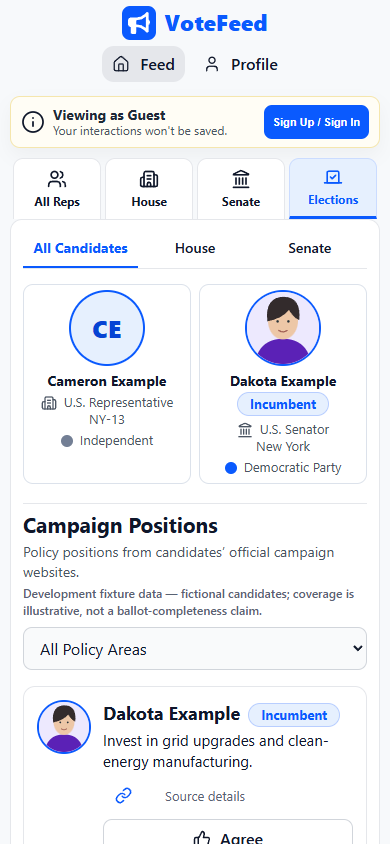 VoteFeed
Feed
Profile
Viewing as Guest
Your interactions won't be saved.
Sign Up / Sign In
All Reps
House
Senate
Elections
All Candidates
House
Senate
CE
Cameron Example
U.S. Representative
NY-13
Independent
Dakota Example
Incumbent
U.S. Senator
New York
Democratic Party
Campaign Positions
Policy positions from candidates' official campaign
websites.
Development fixture data — fictional candidates; coverage is
illustrative, not a ballot-completeness claim.
All Policy Areas
Dakota Example
Incumbent
Invest in grid upgrades and clean-
energy manufacturing.
Source details
Agree